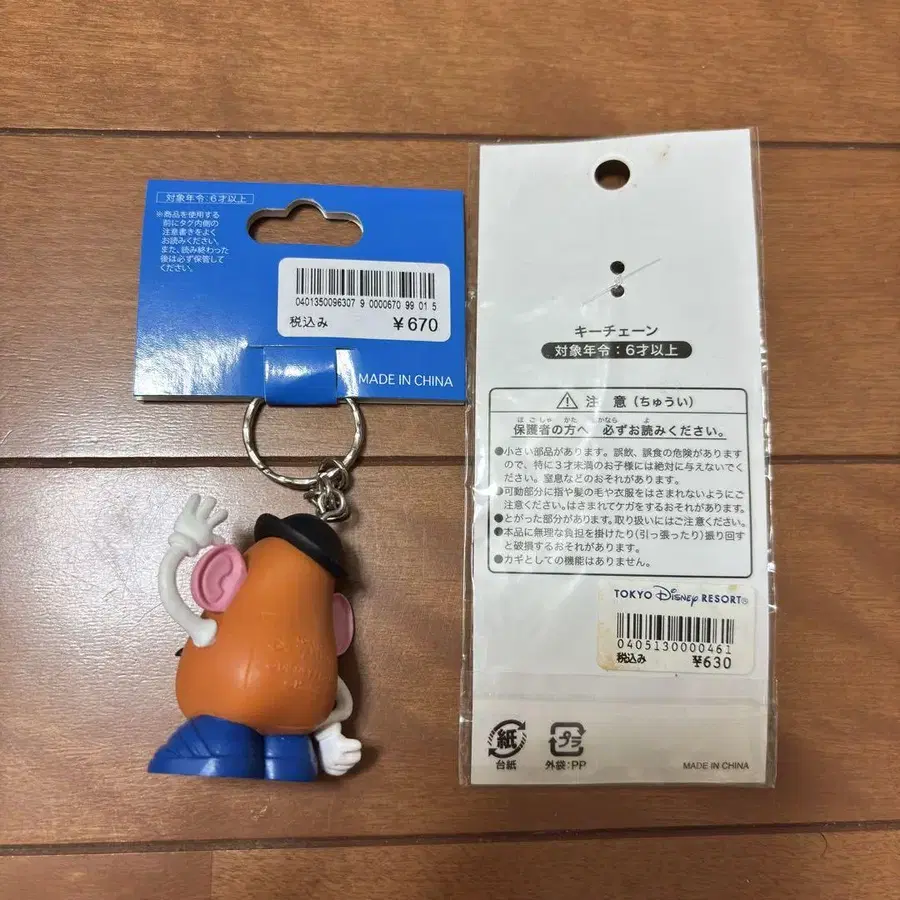 対象年令:6才以上
※商品を使用する
前にタグ内側の
注意書きをよく
お読みください。
また、読み終わった
後は必ず保管して
ください。
0401350096307 9 0000670 99 01 5
税込み ¥670
MADE IN CHINA
キーチェーン
対象年令:6才以上
⚠ 注 意(ちゅうい)
ほごしゃ かた かなら よ
保護者の方へ 必ずお読みください。
●小さい部品があります。誤飲、誤食の危険があります
ので、特に3才未満のお子様には絶対に与えないでく
ださい。窒息などのおそれがあります。
●可動部分に指や髪の毛や衣服をはさまれないようにご
注意ください。はさまれてケガをするおそれがあります。
●とがった部分があります。取り扱いにはご注意ください。
●本品に無理な負担を掛けたり(引っ張ったり)振り回す
と破損するおそれがあります。
●カギとしての機能はありません。
TOKYO Disney RESORT®
0405130000461
税込み ¥630
紙
台紙
プラ
外袋:PP
MADE IN CHINA